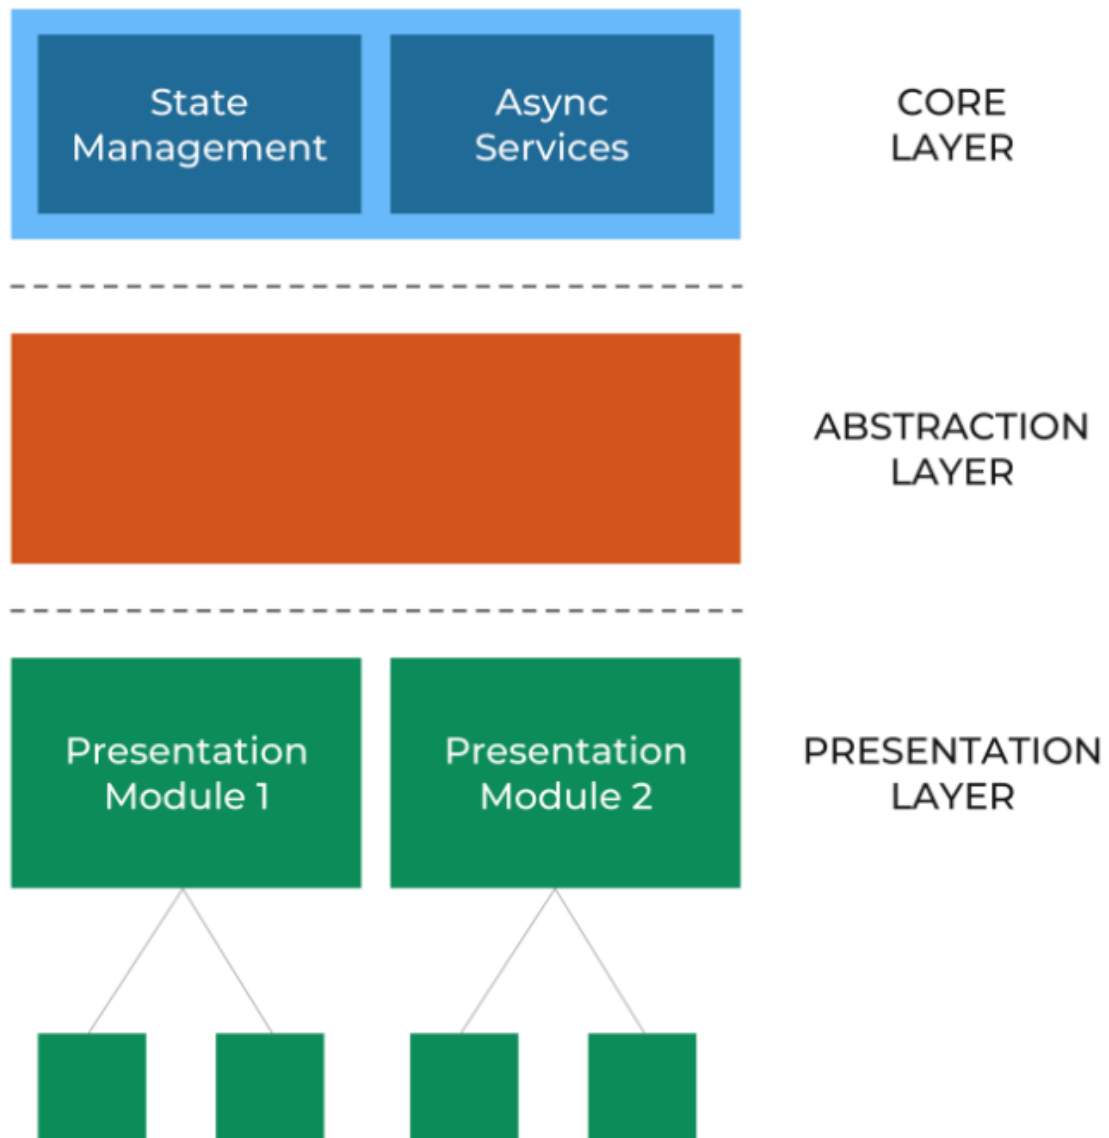 State
Management
Async
Services
CORE
LAYER
ABSTRACTION
LAYER
Presentation
Module 1
Presentation
Module 2
PRESENTATION
LAYER